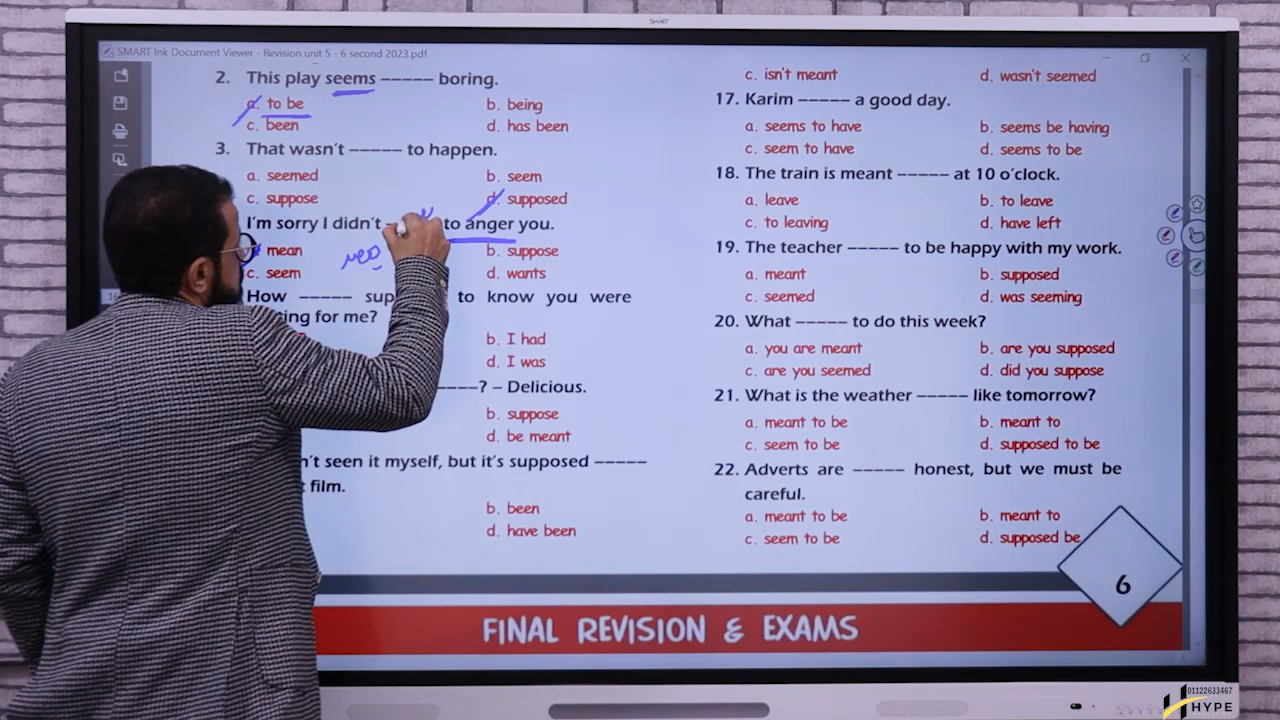 SMART
SMART Ink Document Viewer - Revision unit 5 - 6 second 2023.pdf
2. This play seems ----- boring.
a. to be b. being
c. been d. has been
3. That wasn't ----- to happen.
a. seemed b. seem
c. suppose d. supposed
I'm sorry I didn't to anger you.
mean b. suppose
c. seem d. wants
How ----- sup to know you were
ing for me?
b. I had
d. I was
----? – Delicious.
b. suppose
d. be meant
n't seen it myself, but it's supposed -----
film.
b. been
d. have been
c. isn't meant d. wasn't seemed
17. Karim ----- a good day.
a. seems to have b. seems be having
c. seem to have d. seems to be
18. The train is meant ----- at 10 o'clock.
a. leave b. to leave
c. to leaving d. have left
19. The teacher ----- to be happy with my work.
a. meant b. supposed
c. seemed d. was seeming
20. What ----- to do this week?
a. you are meant b. are you supposed
c. are you seemed d. did you suppose
21. What is the weather ----- like tomorrow?
a. meant to be b. meant to
c. seem to be d. supposed to be
22. Adverts are ----- honest, but we must be
careful.
a. meant to be b. meant to
c. seem to be d. supposed be
6
FINAL REVISION & EXAMS
01122633467
HYPE